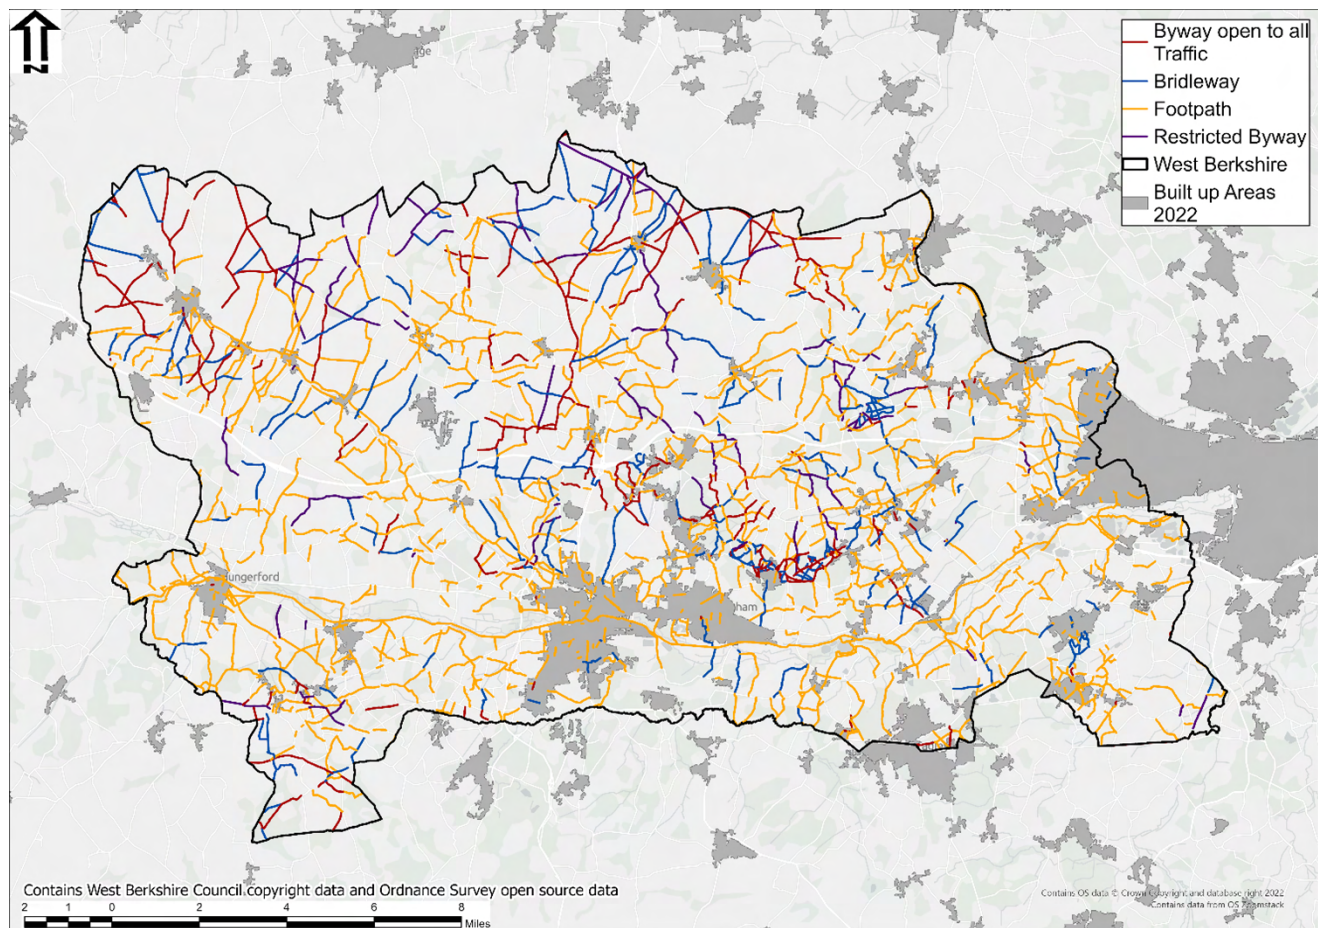 N
Byway open to all
Traffic
Bridleway
Footpath
Restricted Byway
West Berkshire
Built up Areas
2022
ungerford
ham
Contains West Berkshire Council copyright data and Ordnance Survey open source data
2 1 0 2 4 6 8
Miles
Contains OS data © Crown Copyright and database right 2022
Contains data from OS Zoomstack